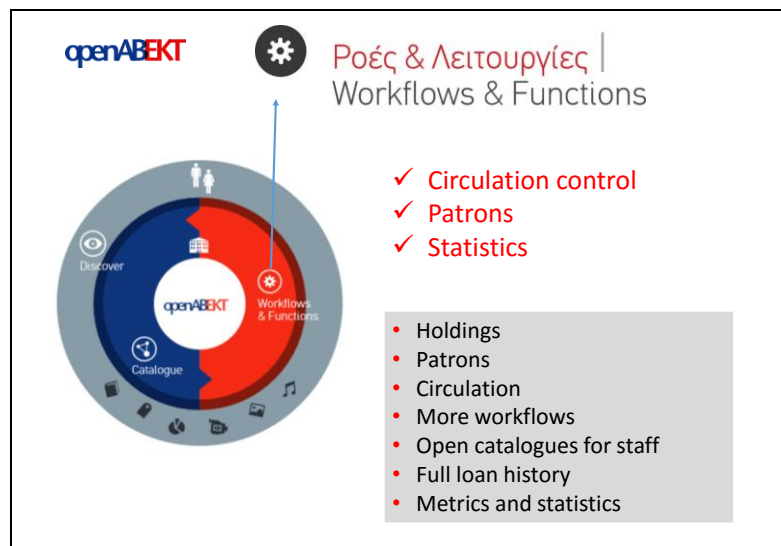 openABEKT
Ροές & Λειτουργίες
Workflows & Functions
✓ Circulation control
✓ Patrons
✓ Statistics
Discover
openABEKT
Workflows
& Functions
Catalogue
• Holdings
• Patrons
• Circulation
• More workflows
• Open catalogues for staff
• Full loan history
• Metrics and statistics